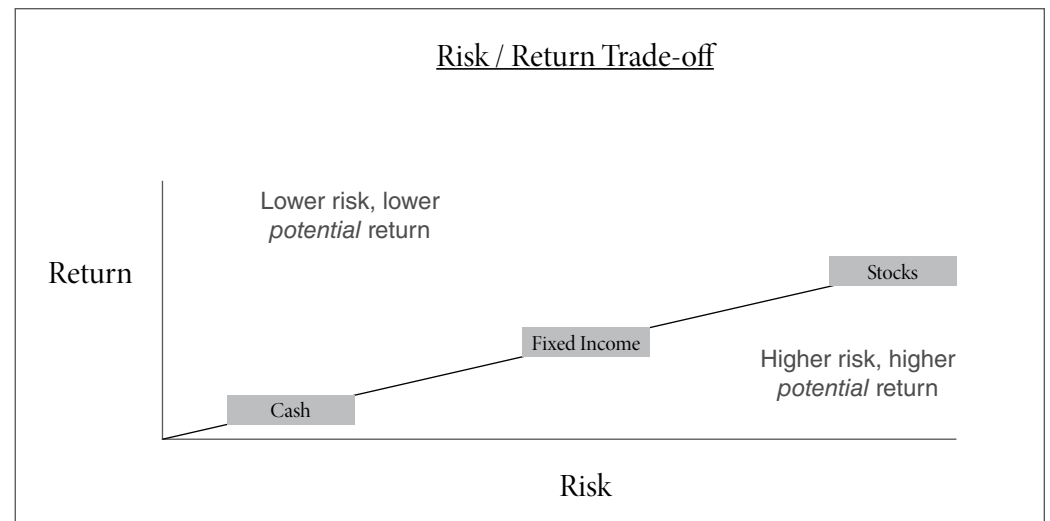 Risk / Return Trade-off
Lower risk, lower
potential return
Return
Stocks
Fixed Income
Higher risk, higher
potential return
Cash
Risk